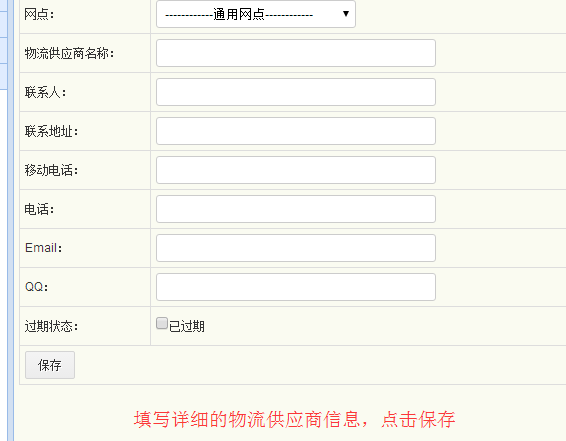 网点： ------------通用网点------------
物流供应商名称：
联系人：
联系地址：
移动电话：
电话：
Email：
QQ：
过期状态： 已过期
保存
填写详细的物流供应商信息，点击保存